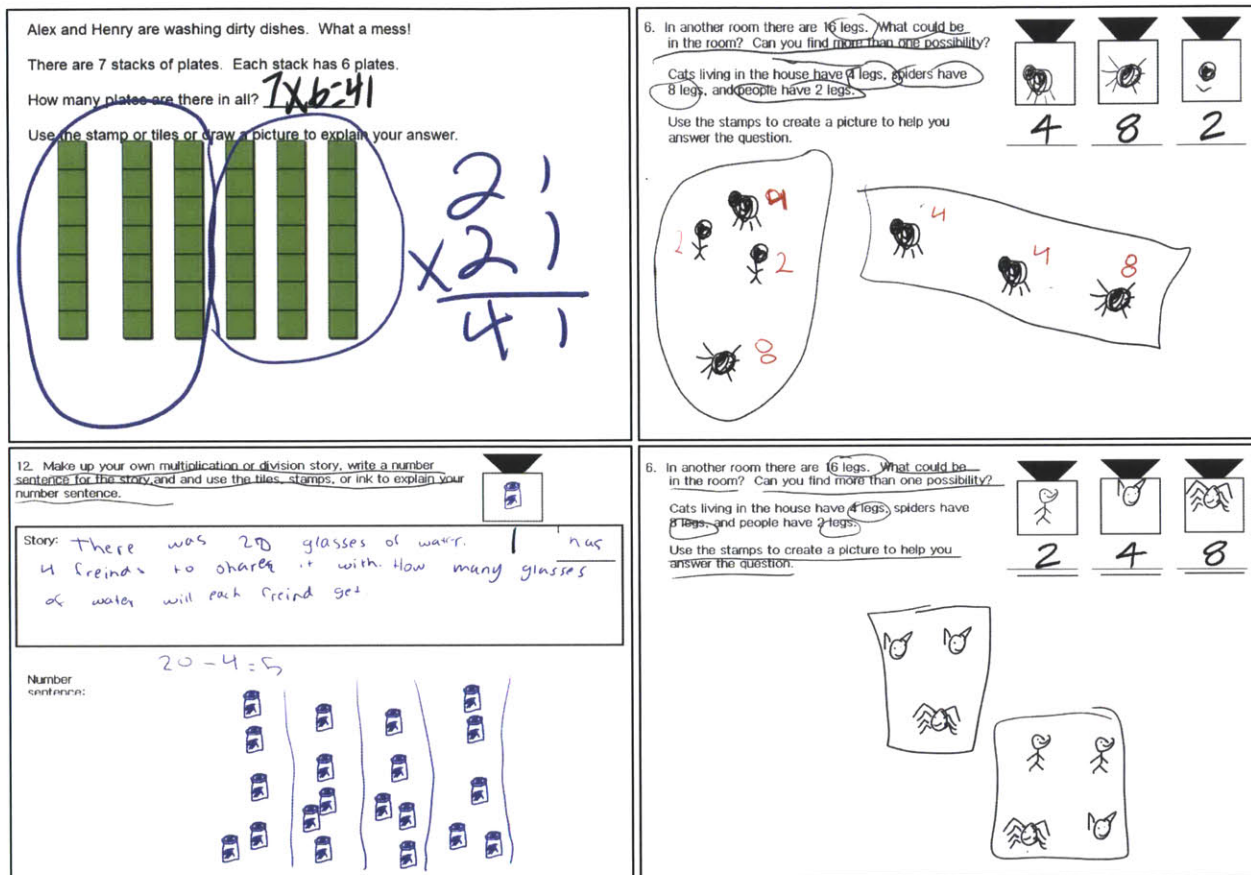 Alex and Henry are washing dirty dishes. What a mess!
There are 7 stacks of plates. Each stack has 6 plates.
How many plates are there in all? 7x6=41
Use the stamp or tiles or draw a picture to explain your answer.
21
x21
41
6. In another room there are 16 legs. What could be
in the room? Can you find more than one possibility?
Cats living in the house have 4 legs, spiders have
8 legs, and people have 2 legs.
Use the stamps to create a picture to help you
answer the question.
4 8 2
4
2 2
8
4
4
8
12. Make up your own multiplication or division story, write a number
sentence for the story, and and use the tiles, stamps, or ink to explain your
number sentence.
Story: There was 20 glasses of watr. I has
4 freinds to share it with. How many glasses
of water will each freind get
20-4=5
Number
sentence:
6. In another room there are 16 legs. What could be
in the room? Can you find more than one possibility?
Cats living in the house have 4 legs, spiders have
8 legs, and people have 2 legs.
Use the stamps to create a picture to help you
answer the question.
2 4 8